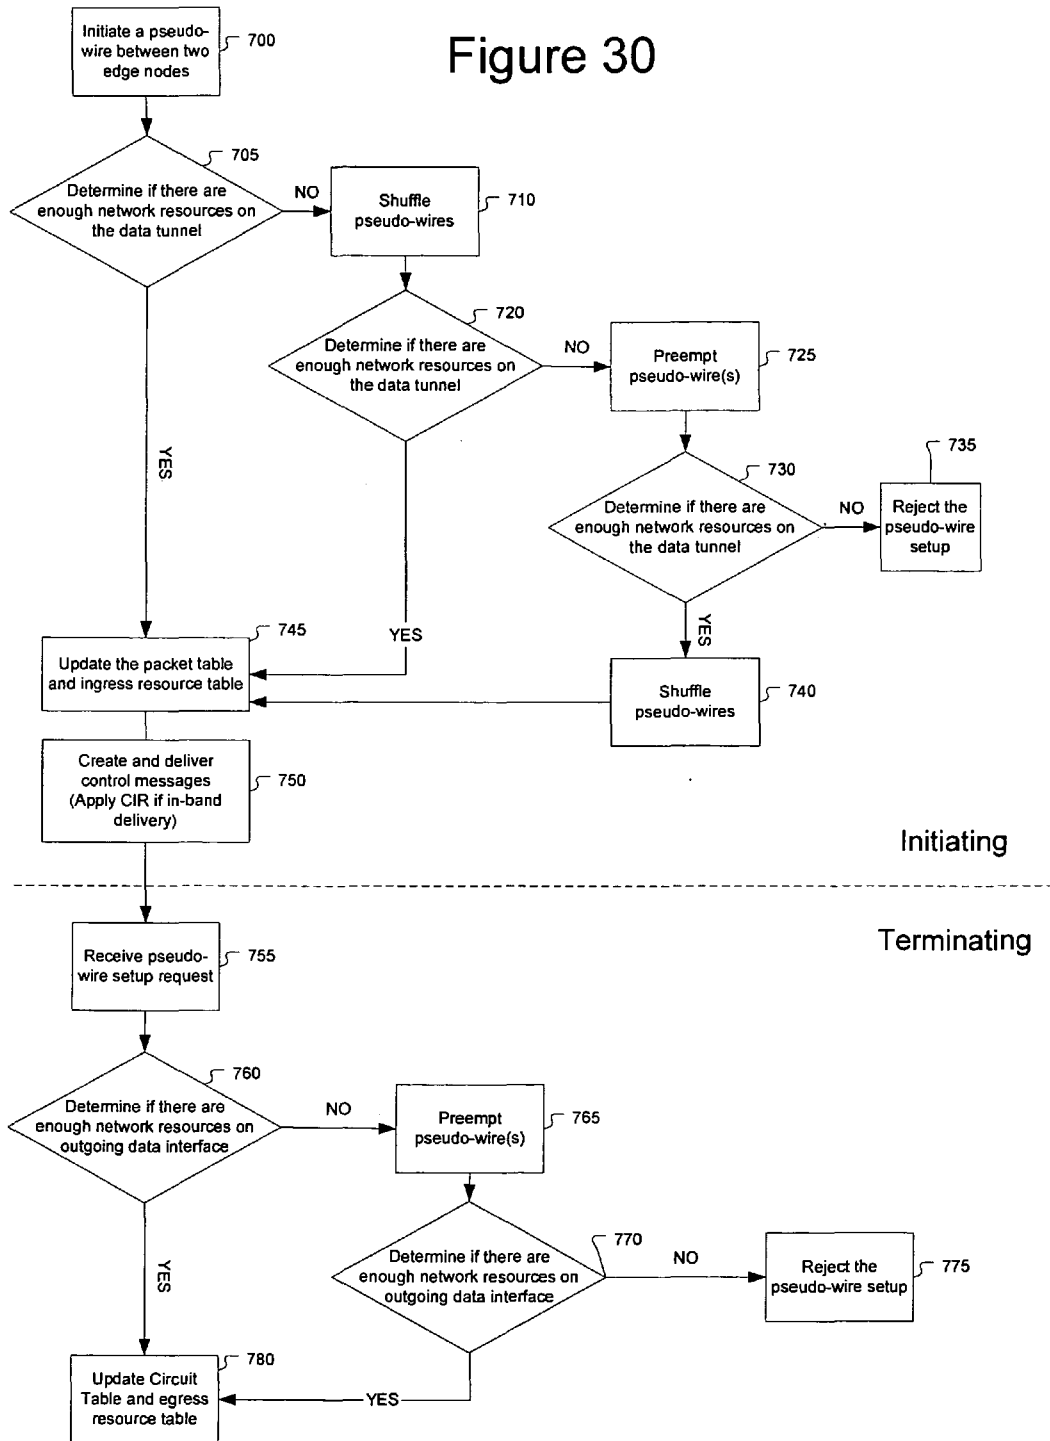 Figure 30
Initiate a pseudo-
wire between two
edge nodes
700
705
Determine if there are
enough network resources on
the data tunnel
NO
YES
Shuffle
pseudo-wires
710
720
Determine if there are
enough network resources on
the data tunnel
NO
YES
Preempt
pseudo-wire(s)
725
730
Determine if there are
enough network resources on
the data tunnel
NO
YES
735
Reject the
pseudo-wire
setup
Shuffle
pseudo-wires
740
745
Update the packet table
and ingress resource table
Create and deliver
control messages
(Apply CIR if in-band
delivery)
750
Initiating
Terminating
Receive pseudo-
wire setup request
755
760
Determine if there are
enough network resources on
outgoing data interface
NO
YES
Preempt
pseudo-wire(s)
765
770
Determine if there are
enough network resources on
outgoing data interface
NO
YES
Reject the
pseudo-wire setup
775
780
Update Circuit
Table and egress
resource table